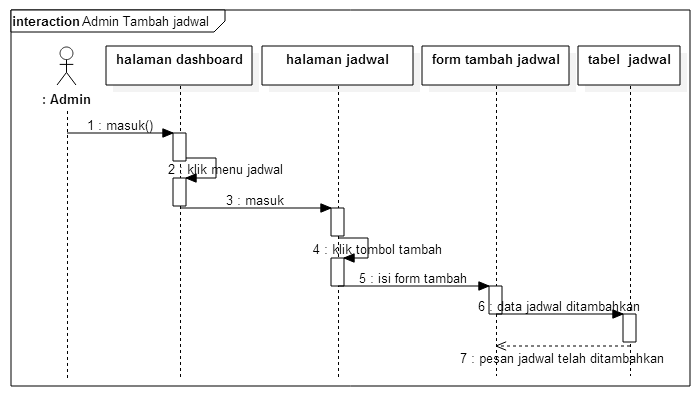 interaction Admin Tambah jadwal
halaman dashboard
halaman jadwal
form tambah jadwal
tabel jadwal
: Admin
1 : masuk()
2 : klik menu jadwal
3 : masuk
4 : klik tombol tambah
5 : isi form tambah
6 : data jadwal ditambahkan
7 : pesan jadwal telah ditambahkan